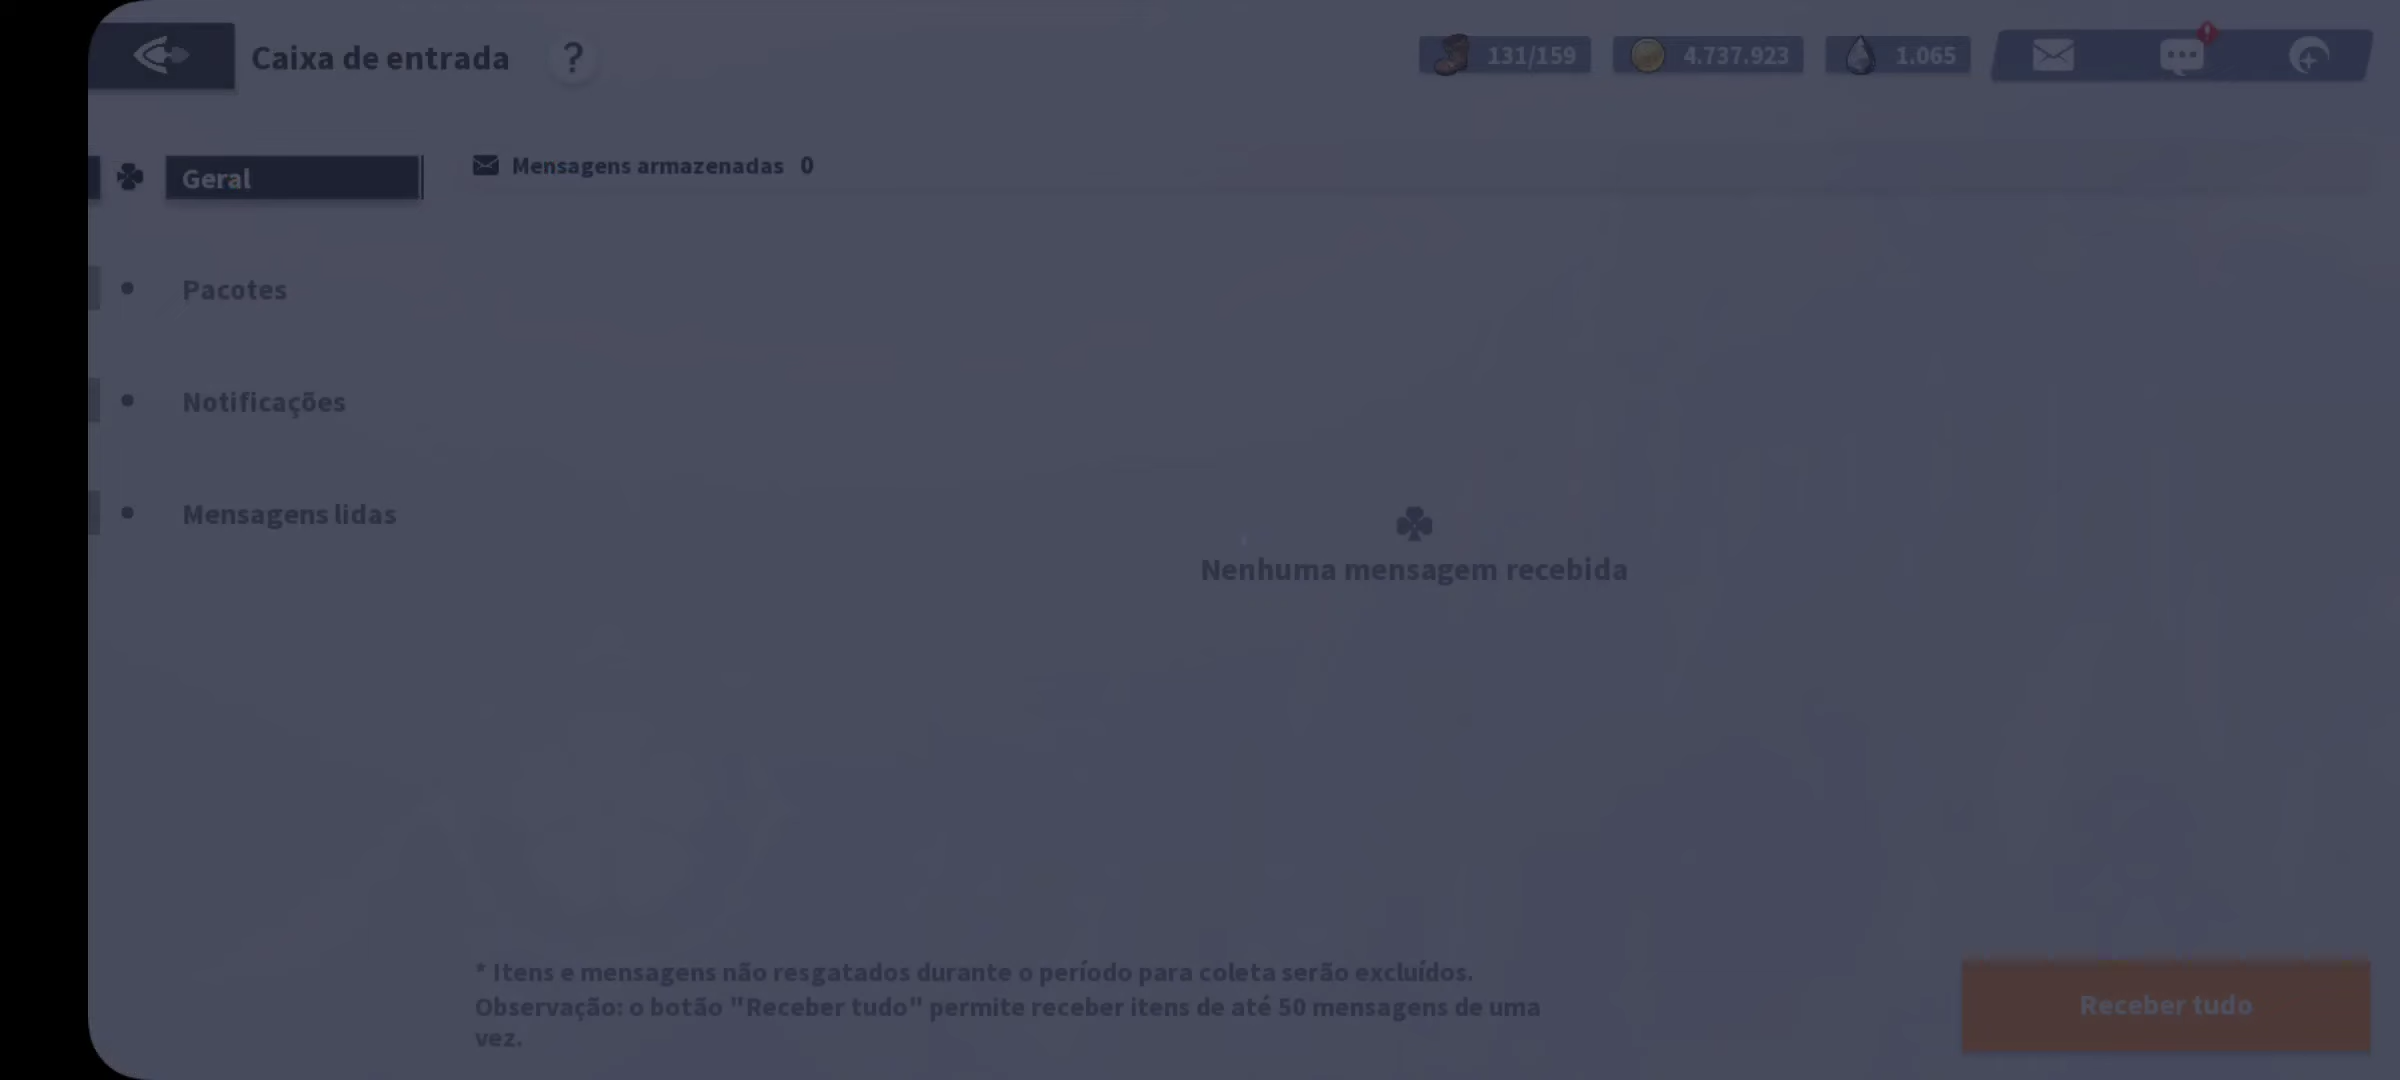 Caixa de entrada ?
131/159 4.737.923 1.065
Geral
Mensagens armazenadas 0
Pacotes
Notificações
Mensagens lidas
Nenhuma mensagem recebida
* Itens e mensagens não resgatados durante o período para coleta serão excluídos.
Observação: o botão "Receber tudo" permite receber itens de até 50 mensagens de uma
vez.
Receber tudo